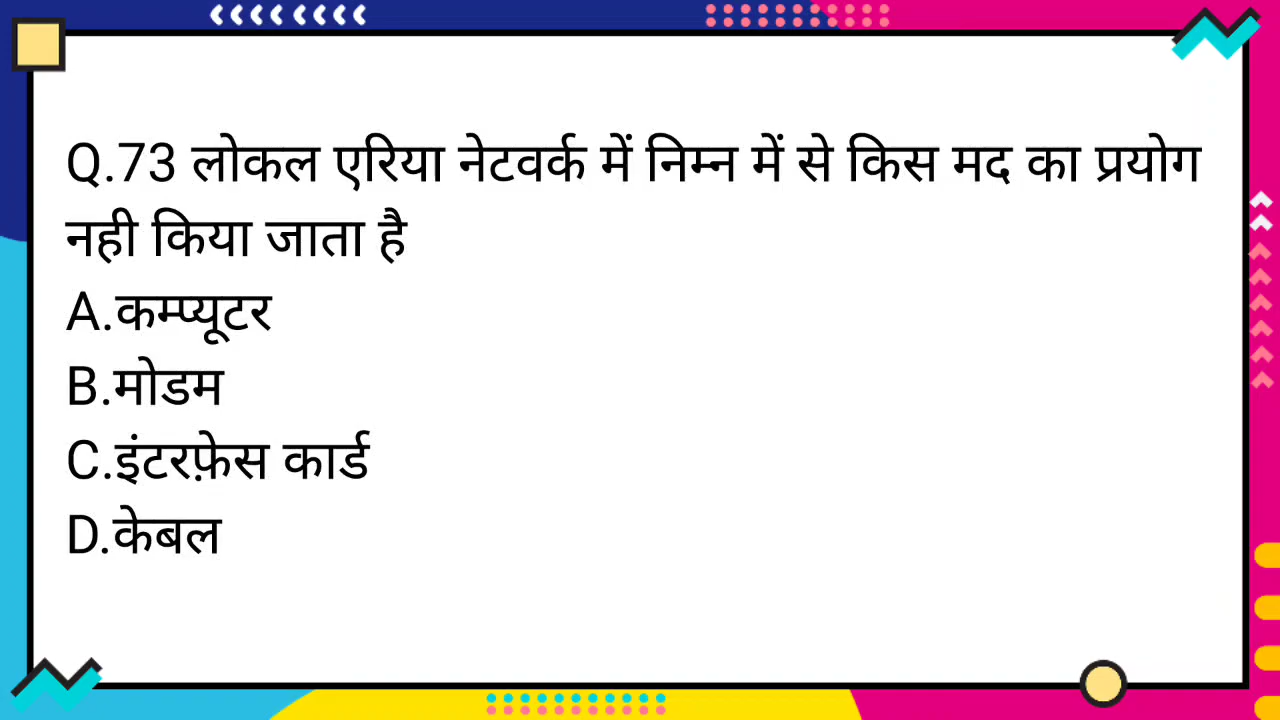 Q.73 लोकल एरिया नेटवर्क में निम्न में से किस मद का प्रयोग
नही किया जाता है
A.कम्प्यूटर
B.मोडम
C.इंटरफ़ेस कार्ड
D.केबल